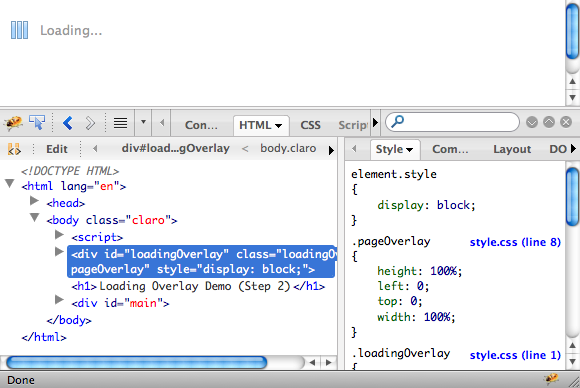 Loading...
Con... HTML CSS Script
Edit div#load...gOverlay < body.claro
Style Com... Layout DO
<!DOCTYPE HTML>
<html lang="en">
<head>
<body class="claro">
<script>
<div id="loadingOverlay" class="loadingO
pageOverlay" style="display: block;">
<h1>Loading Overlay Demo (Step 2)</h1>
<div id="main">
</body>
</html>
element.style
{
display: block;
}
.pageOverlay style.css (line 8)
{
height: 100%;
left: 0;
top: 0;
width: 100%;
}
.loadingOverlay style.css (line 1)
Done